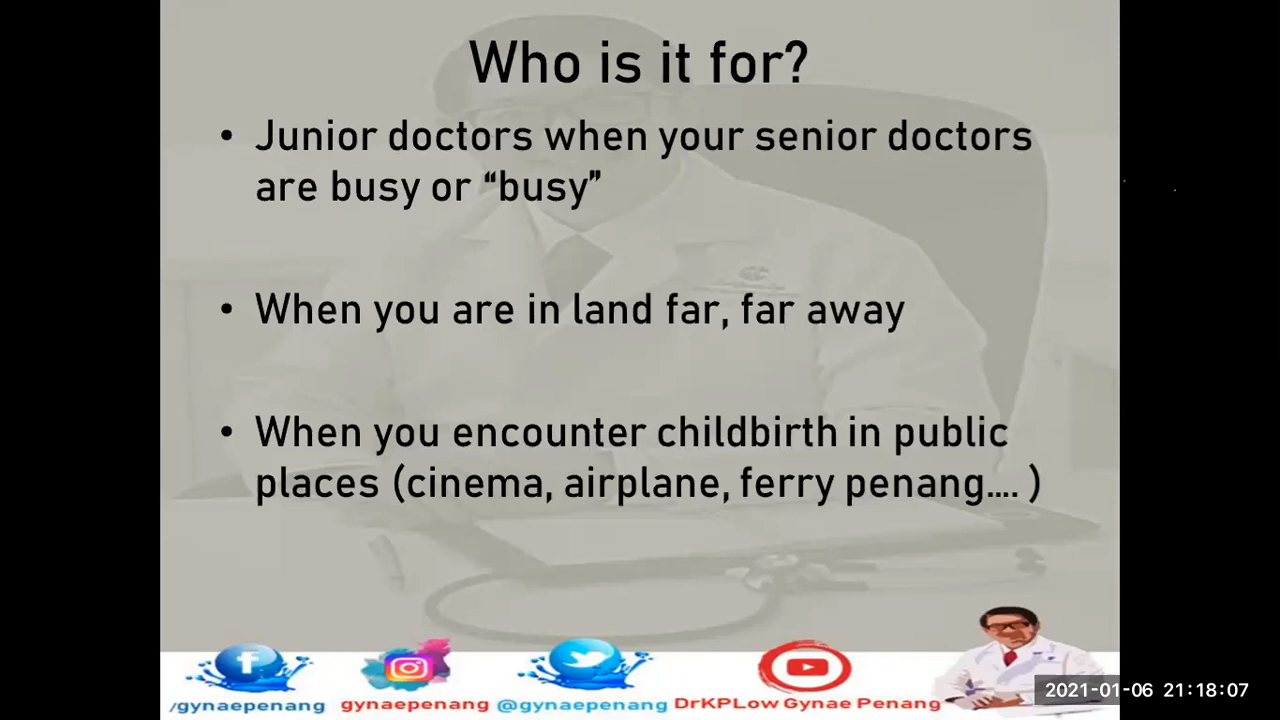 Who is it for?
• Junior doctors when your senior doctors
are busy or “busy”
• When you are in land far, far away
• When you encounter childbirth in public
places (cinema, airplane, ferry penang.... )
/gynaepenang gynaepenang @gynaepenang DrKPLow Gynae Penang
2021-01-06 21:18:07